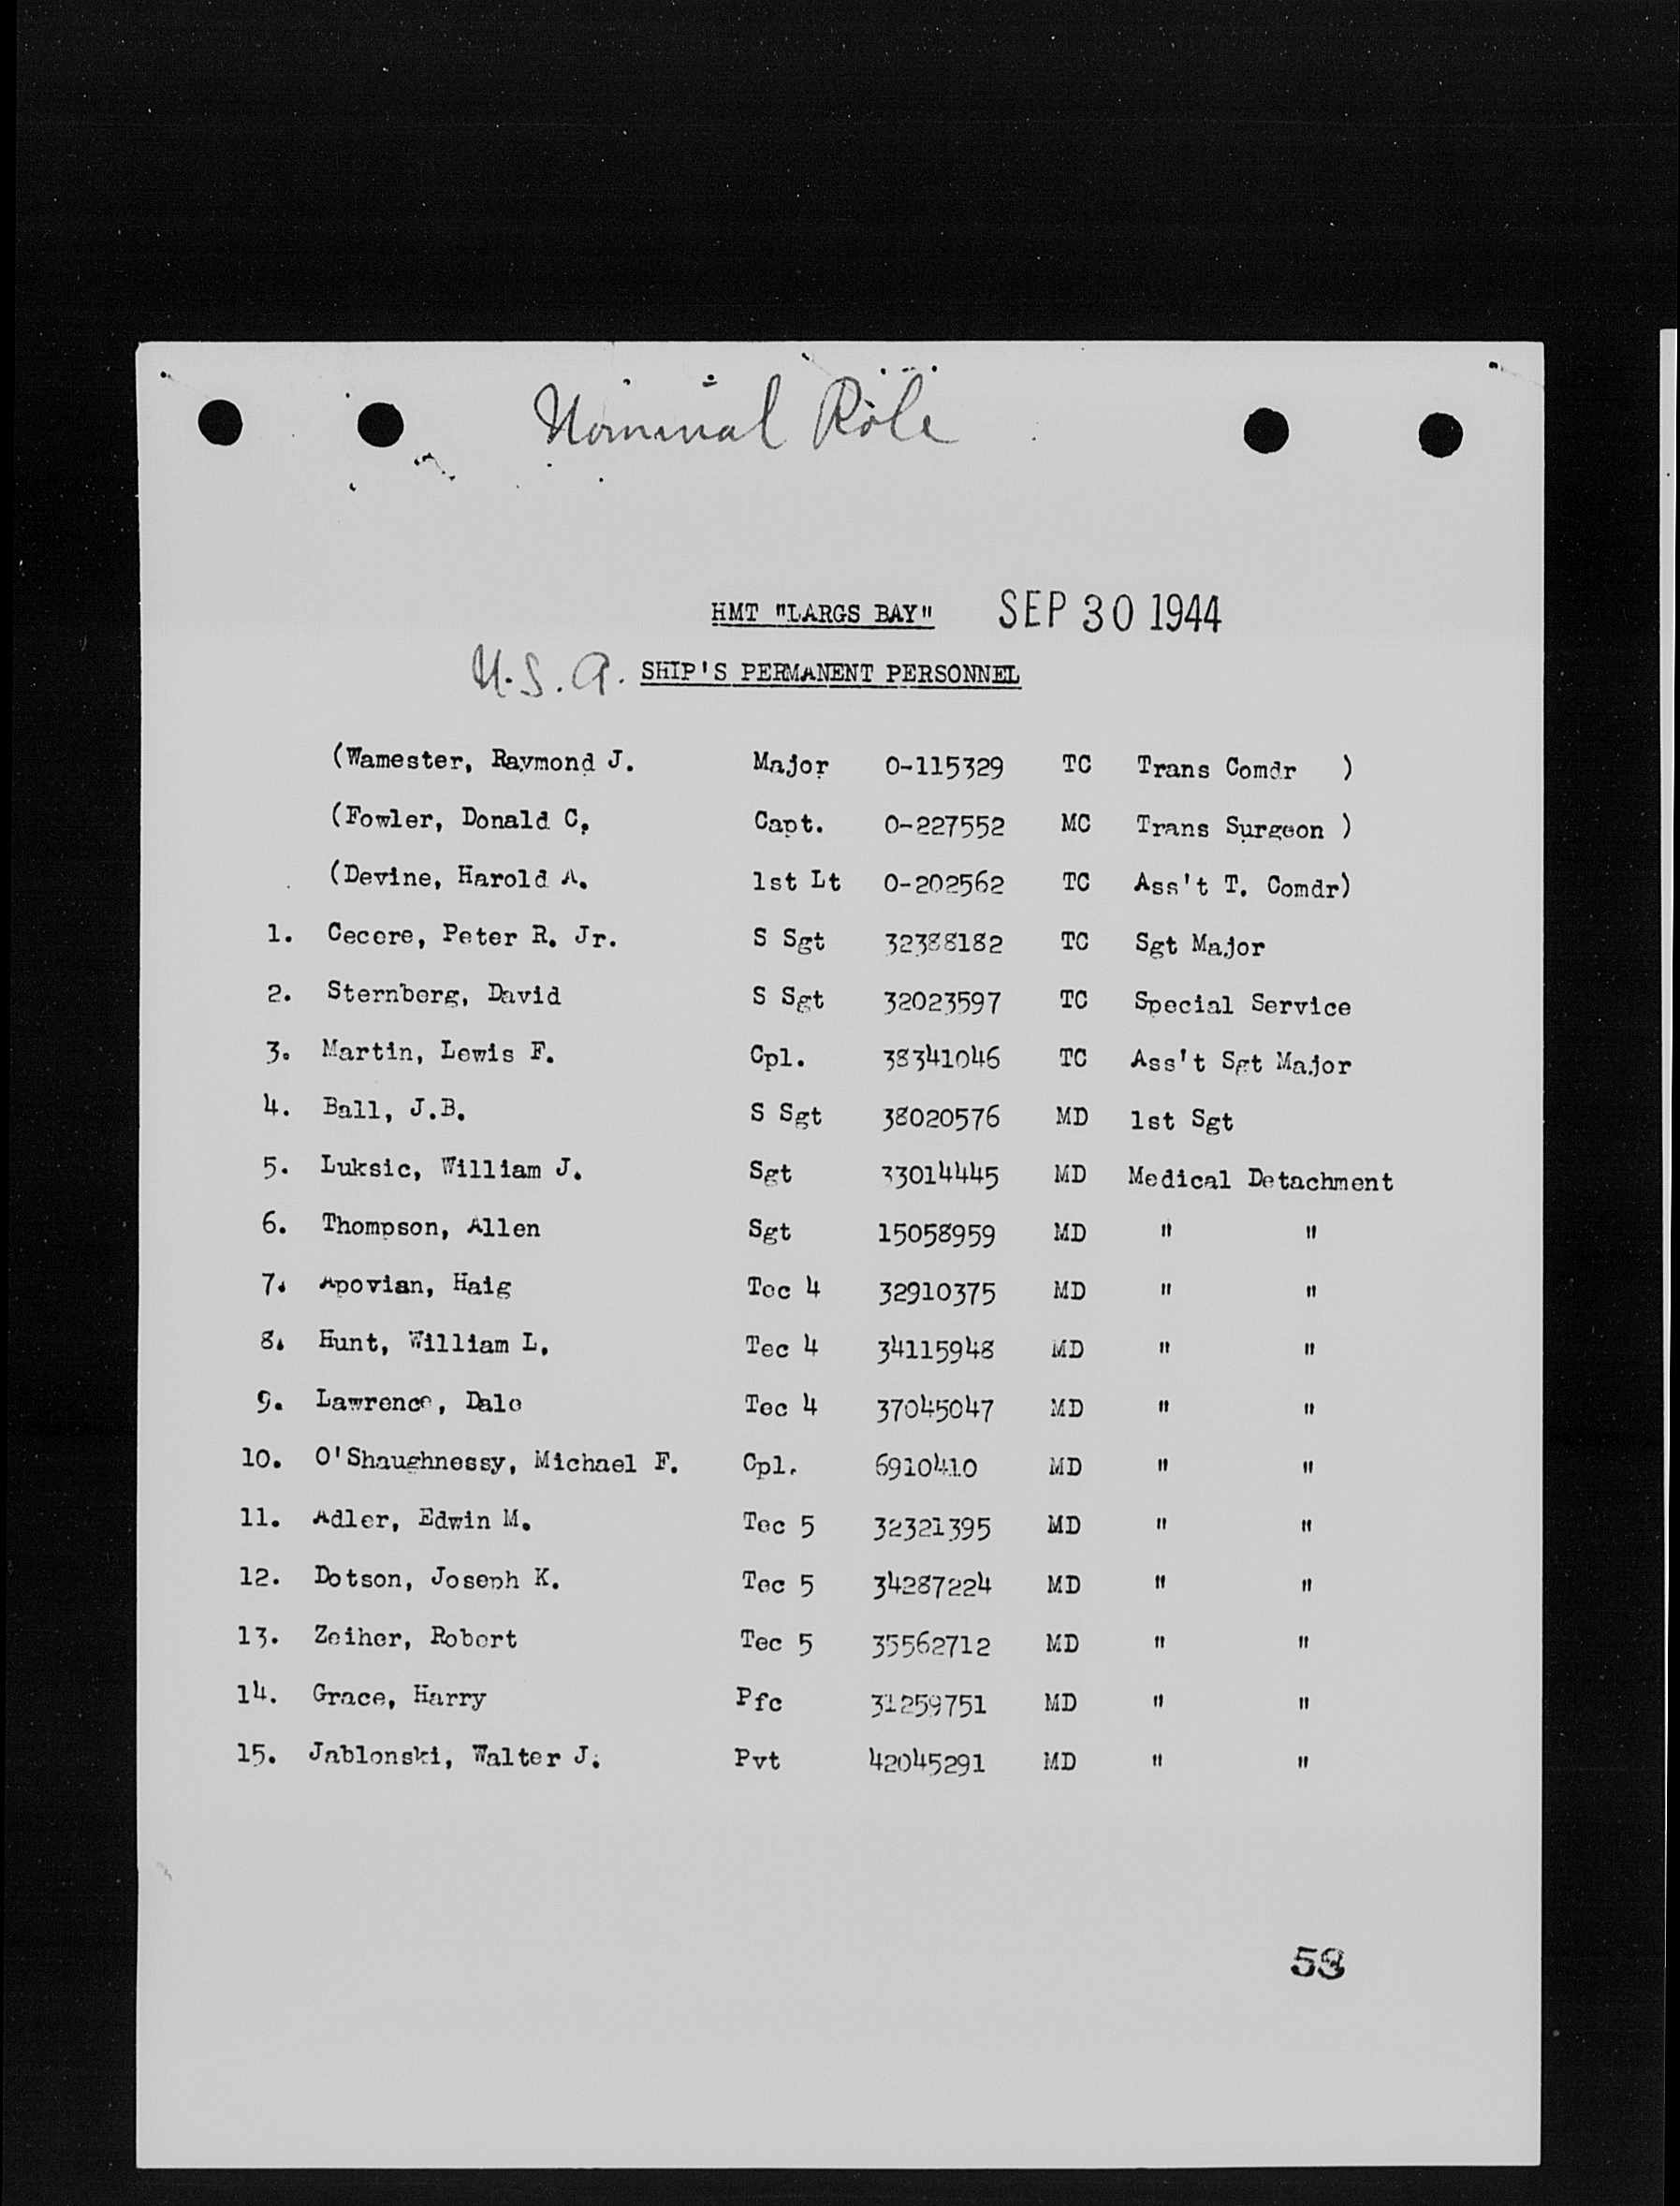 Nominal Role
HMT "LARGS BAY" SEP 30 1944
U.S.A. SHIP'S PERMANENT PERSONNEL
(Wamester, Raymond J. Major O-115329 TC Trans Comdr )
(Fowler, Donald C. Capt. O-227552 MC Trans Surgeon )
(Devine, Harold A. 1st Lt O-202562 TC Ass't T. Comdr)
1. Cecere, Peter R. Jr. S Sgt 32388182 TC Sgt Major
2. Sternberg, David S Sgt 32023597 TC Special Service
3. Martin, Lewis F. Cpl. 38341046 TC Ass't Sgt Major
4. Ball, J.B. S Sgt 38020576 MD 1st Sgt
5. Luksic, William J. Sgt 33014445 MD Medical Detachment
6. Thompson, Allen Sgt 15058959 MD " "
7. Apovian, Haig Tec 4 32910375 MD " "
8. Hunt, William L. Tec 4 34115948 MD " "
9. Lawrence, Dale Tec 4 37045047 MD " "
10. O'Shaughnessy, Michael F. Cpl. 6910410 MD " "
11. Adler, Edwin M. Tec 5 32321395 MD " "
12. Dotson, Joseph K. Tec 5 34287224 MD " "
13. Zeiher, Robert Tec 5 35562712 MD " "
14. Grace, Harry Pfc 31259751 MD " "
15. Jablonski, Walter J. Pvt 42045291 MD " "